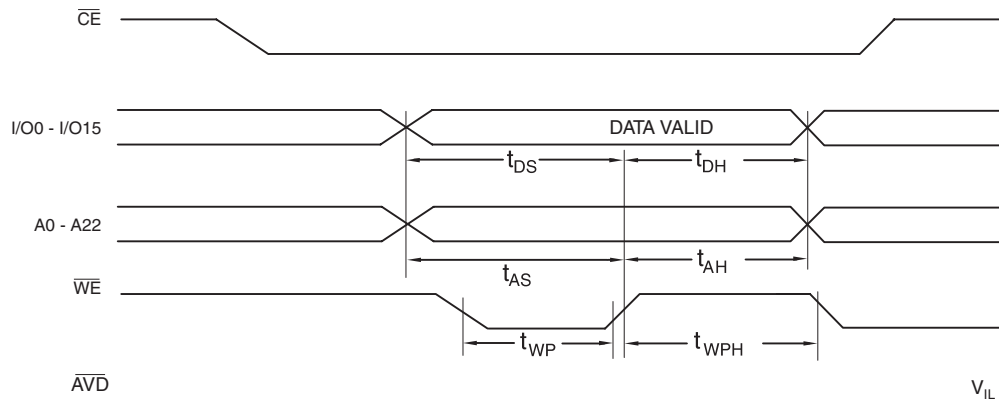 CE
I/O0 - I/O15
DATA VALID
tDS
tDH
A0 - A22
tAS
tAH
WE
tWP
tWPH
AVD
VIL